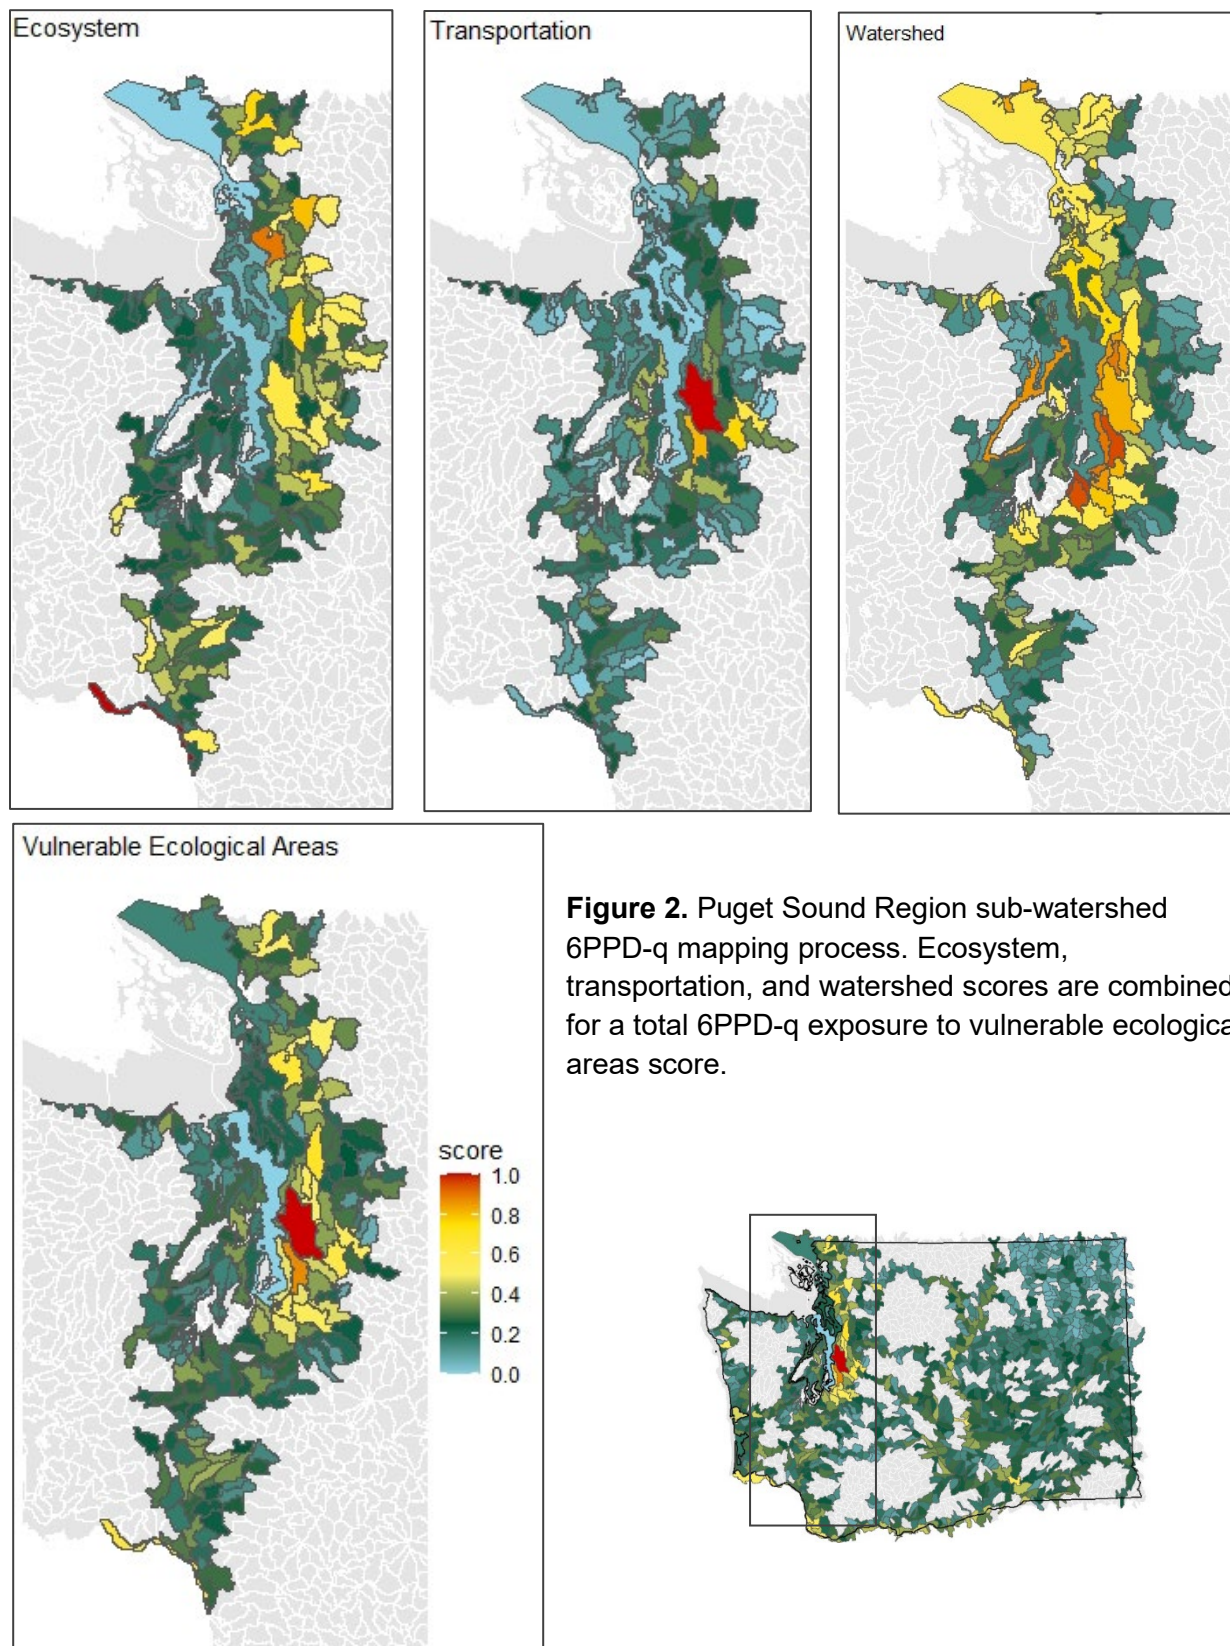 Ecosystem
Transportation
Watershed
Vulnerable Ecological Areas
score
1.0
0.8
0.6
0.4
0.2
0.0
Figure 2. Puget Sound Region sub-watershed
6PPD-q mapping process. Ecosystem,
transportation, and watershed scores are combined
for a total 6PPD-q exposure to vulnerable ecologica
areas score.